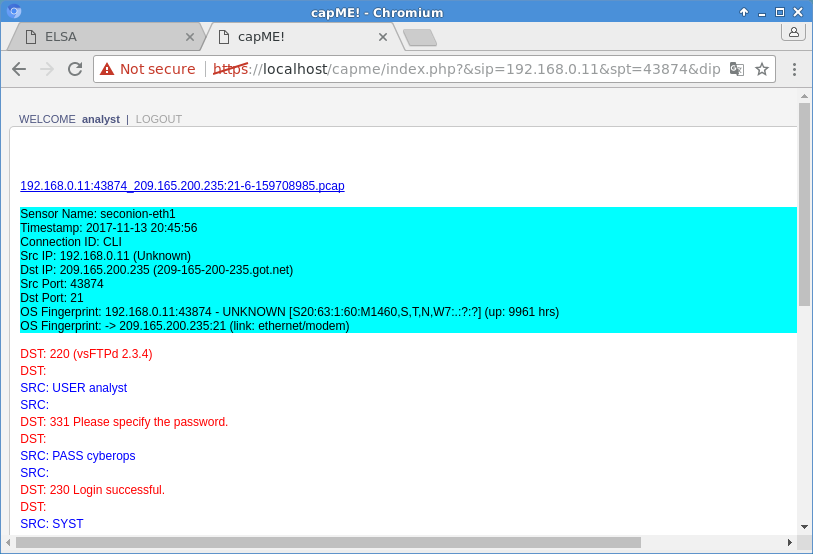 capME! - Chromium
ELSA
capME!
Not secure
https://localhost/capme/index.php?&sip=192.168.0.11&spt=43874&dip
WELCOME analyst | LOGOUT
192.168.0.11:43874_209.165.200.235:21-6-159708985.pcap
Sensor Name: seconion-eth1
Timestamp: 2017-11-13 20:45:56
Connection ID: CLI
Src IP: 192.168.0.11 (Unknown)
Dst IP: 209.165.200.235 (209-165-200-235.got.net)
Src Port: 43874
Dst Port: 21
OS Fingerprint: 192.168.0.11:43874 - UNKNOWN [S20:63:1:60:M1460,S,T,N,W7:.:?:?] (up: 9961 hrs)
OS Fingerprint: -> 209.165.200.235:21 (link: ethernet/modem)
DST: 220 (vsFTPd 2.3.4)
DST:
SRC: USER analyst
SRC:
DST: 331 Please specify the password.
DST:
SRC: PASS cyberops
SRC:
DST: 230 Login successful.
DST:
SRC: SYST